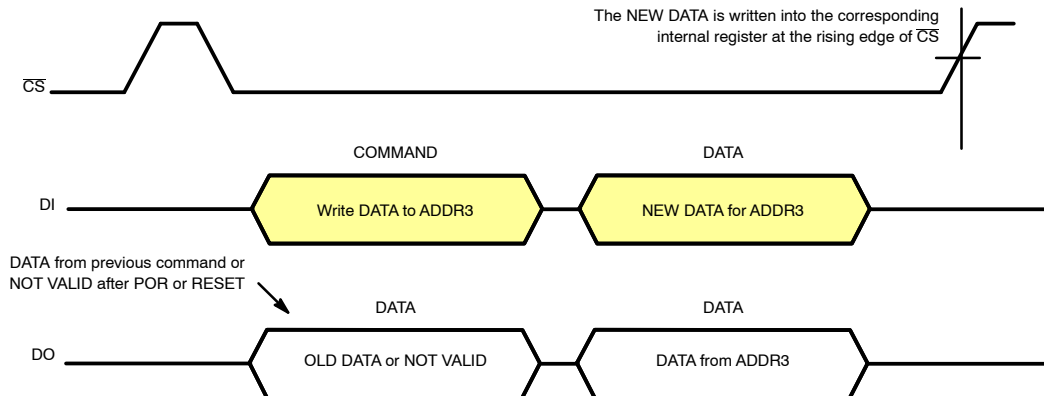 The NEW DATA is written into the corresponding
internal register at the rising edge of C̅S̅
C̅S̅
COMMAND
DATA
DI
Write DATA to ADDR3
NEW DATA for ADDR3
DATA from previous command or
NOT VALID after POR or RESET
DATA
DATA
DO
OLD DATA or NOT VALID
DATA from ADDR3